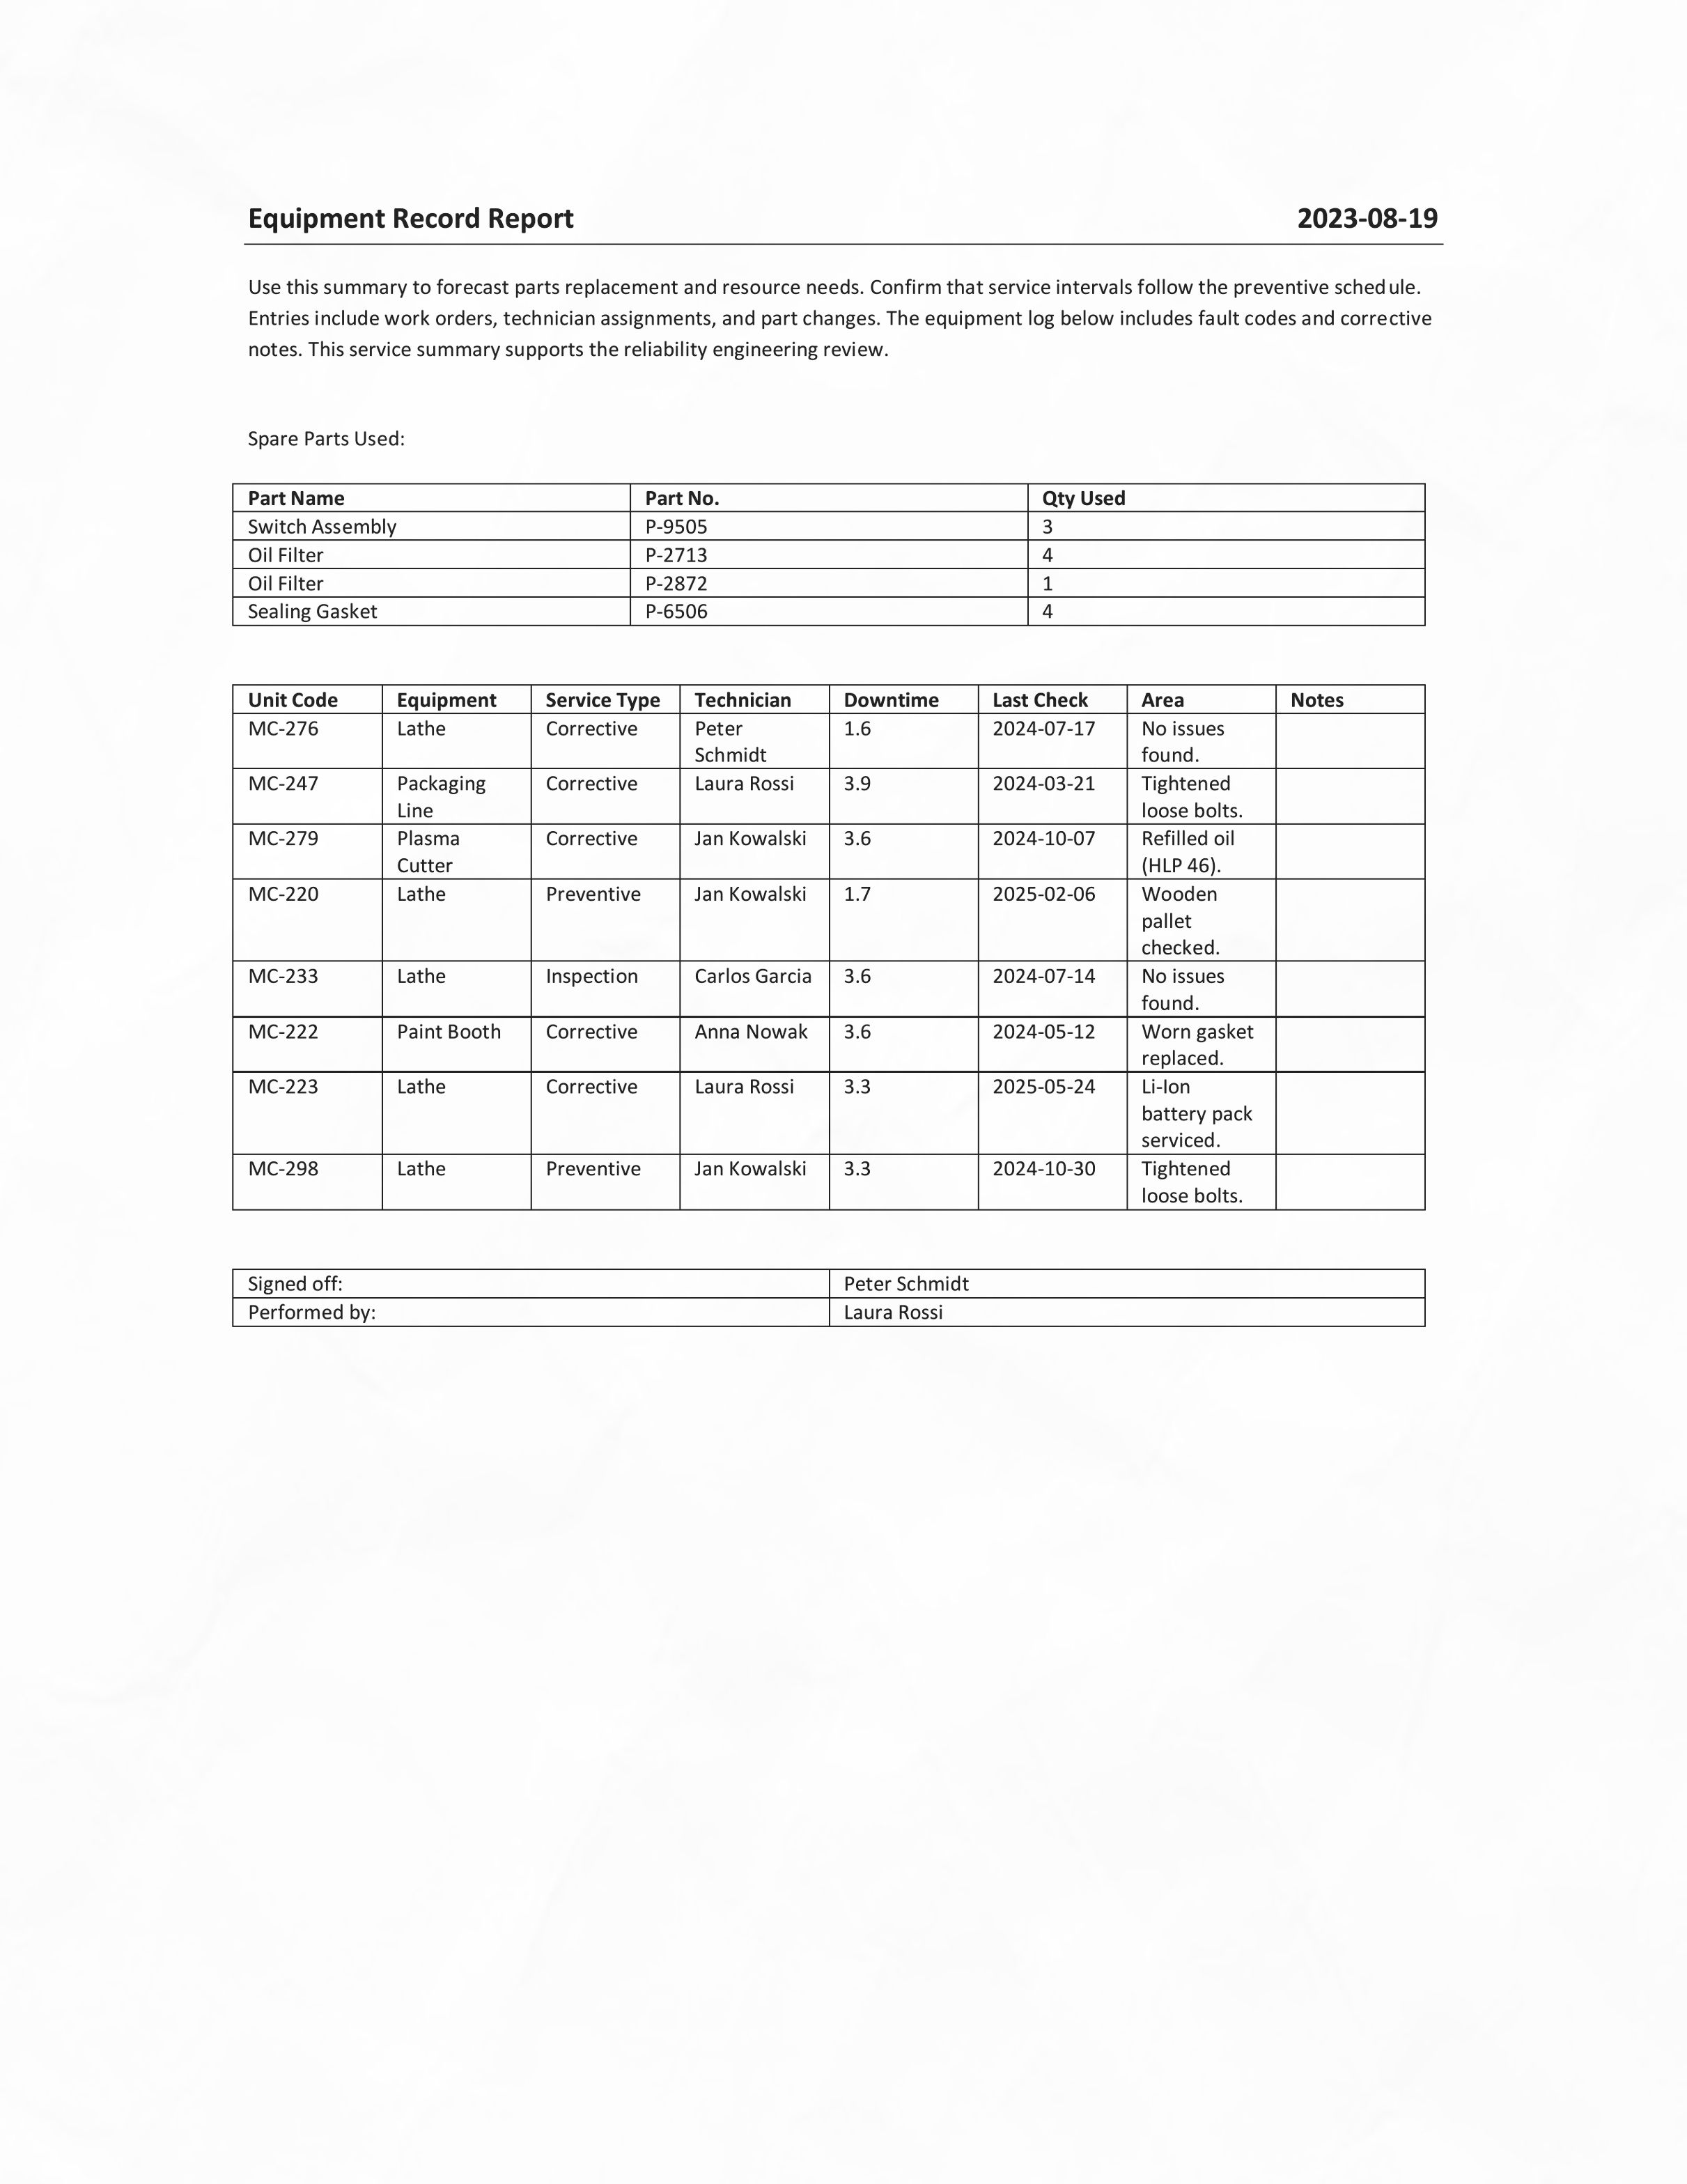 Equipment Record Report 2023-08-19
Use this summary to forecast parts replacement and resource needs. Confirm that service intervals follow the preventive schedule.
Entries include work orders, technician assignments, and part changes. The equipment log below includes fault codes and corrective
notes. This service summary supports the reliability engineering review.
Spare Parts Used:
Part Name Part No. Qty Used
Switch Assembly P-9505 3
Oil Filter P-2713 4
Oil Filter P-2872 1
Sealing Gasket P-6506 4
Unit Code Equipment Service Type Technician Downtime Last Check Area Notes
MC-276 Lathe Corrective Peter 1.6 2024-07-17 No issues
Schmidt found.
MC-247 Packaging Corrective Laura Rossi 3.9 2024-03-21 Tightened
Line loose bolts.
MC-279 Plasma Corrective Jan Kowalski 3.6 2024-10-07 Refilled oil
Cutter (HLP 46).
MC-220 Lathe Preventive Jan Kowalski 1.7 2025-02-06 Wooden
pallet
checked.
MC-233 Lathe Inspection Carlos Garcia 3.6 2024-07-14 No issues
found.
MC-222 Paint Booth Corrective Anna Nowak 3.6 2024-05-12 Worn gasket
replaced.
MC-223 Lathe Corrective Laura Rossi 3.3 2025-05-24 Li-Ion
battery pack
serviced.
MC-298 Lathe Preventive Jan Kowalski 3.3 2024-10-30 Tightened
loose bolts.
Signed off: Peter Schmidt
Performed by: Laura Rossi